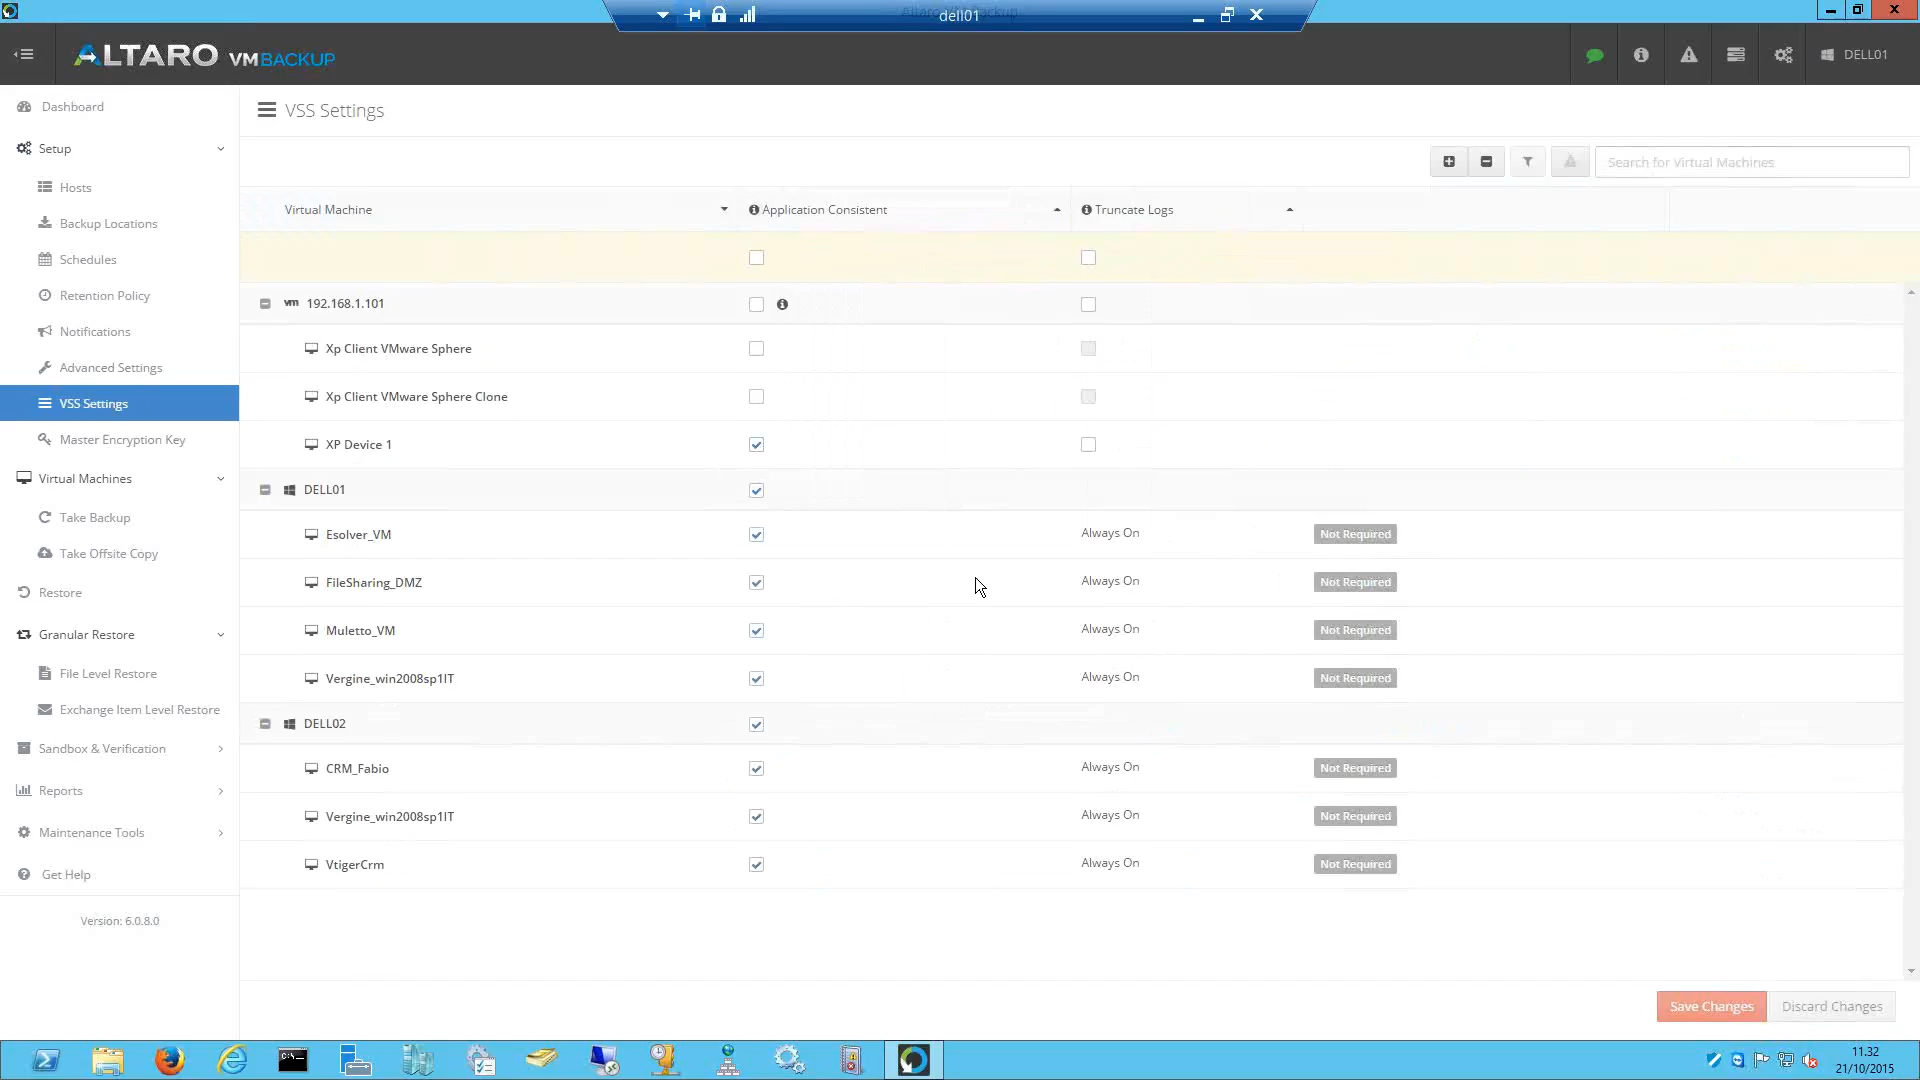 dell01
ALTARO VM BACKUP
DELL01
Dashboard
Setup
Hosts
Backup Locations
Schedules
Retention Policy
Notifications
Advanced Settings
VSS Settings
Master Encryption Key
Virtual Machines
Take Backup
Take Offsite Copy
Restore
Granular Restore
File Level Restore
Exchange Item Level Restore
Sandbox & Verification
Reports
Maintenance Tools
Get Help
Version: 6.0.8.0
VSS Settings
Search for Virtual Machines
Virtual Machine Application Consistent Truncate Logs
vm 192.168.1.101
Xp Client VMware Sphere
Xp Client VMware Sphere Clone
XP Device 1
DELL01
Esolver_VM Always On Not Required
FileSharing_DMZ Always On Not Required
Muletto_VM Always On Not Required
Vergine_win2008sp1IT Always On Not Required
DELL02
CRM_Fabio Always On Not Required
Vergine_win2008sp1IT Always On Not Required
VtigerCrm Always On Not Required
Save Changes Discard Changes
11.32
21/10/2015